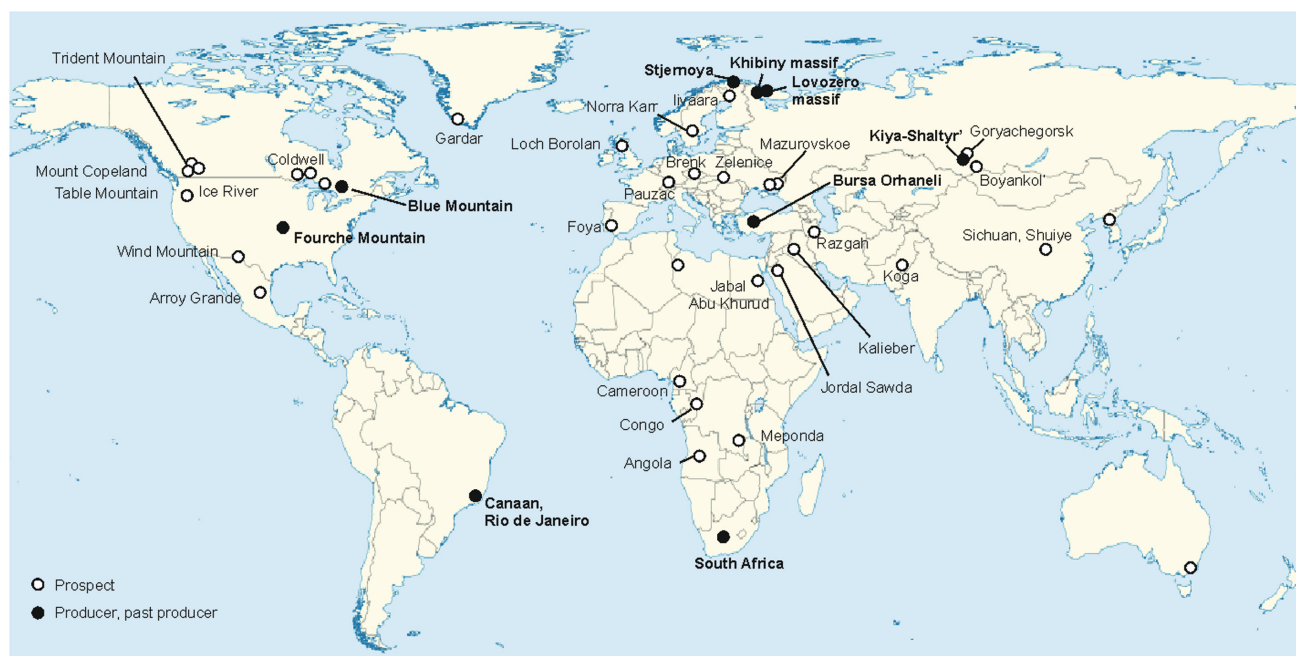 Trident Mountain
Mount Copeland
Table Mountain
Ice River
Coldwell
Blue Mountain
Fourche Mountain
Wind Mountain
Arroy Grande
Gardar
Canaan,
Rio de Janeiro
Stjernoya
Khibiny massif
Lovozero
massif
Iivaara
Norra Karr
Loch Borolan
Brenk
Zelenice
Mazurovskoe
Pauzac
Foya
Bursa Orhaneli
Kiya-Shaltyr'
Goryachegorsk
Boyankol'
Razgah
Sichuan, Shuiye
Koga
Jabal
Abu Khurud
Kalieber
Jordal Sawda
Cameroon
Congo
Meponda
Angola
South Africa
Prospect
Producer, past producer